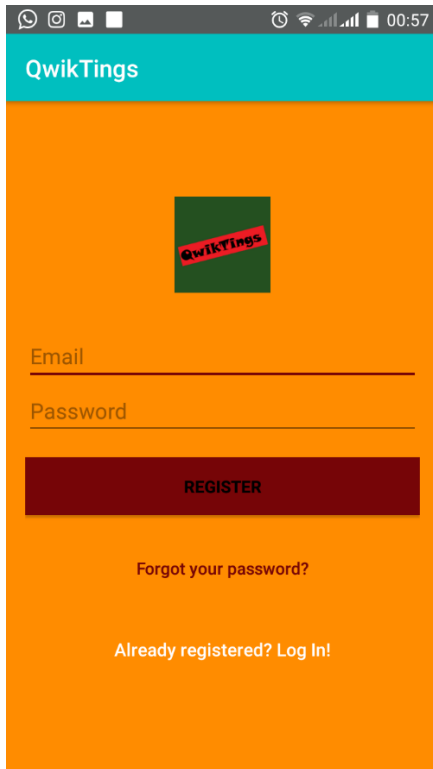 00:57
QwikTings
QwikTings
Email
Password
REGISTER
Forgot your password?
Already registered? Log In!